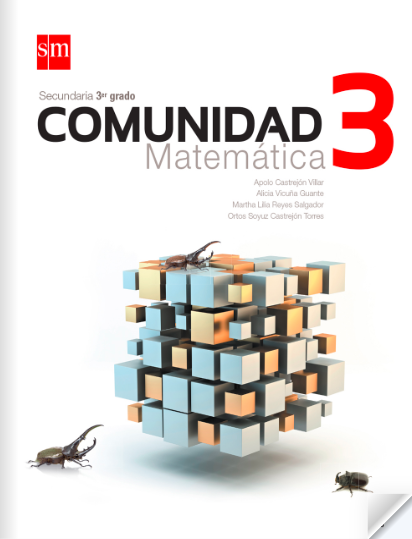 sm
Secundaria 3er grado
COMUNIDAD 3
Matemática
Apolo Castrejón Villar
Alicia Vicuña Guante
Martha Lilia Reyes Salgador
Ortos Soyuz Castrejón Torres